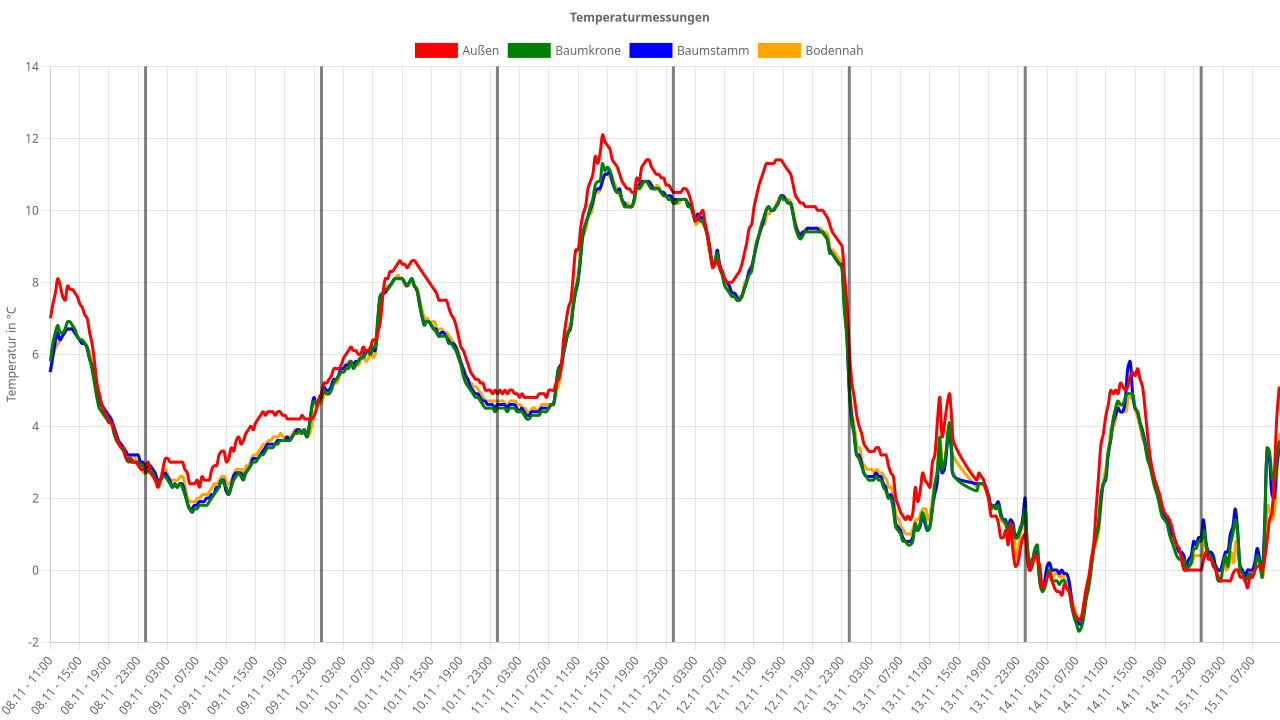 Temperaturmessungen
Außen Baumkrone Baumstamm Bodennah
Temperatur in °C
14
12
10
8
6
4
2
0
-2
08.11 - 11:00
08.11 - 15:00
08.11 - 19:00
08.11 - 23:00
09.11 - 03:00
09.11 - 07:00
09.11 - 11:00
09.11 - 15:00
09.11 - 19:00
09.11 - 23:00
10.11 - 03:00
10.11 - 07:00
10.11 - 11:00
10.11 - 15:00
10.11 - 19:00
10.11 - 23:00
11.11 - 03:00
11.11 - 07:00
11.11 - 11:00
11.11 - 15:00
11.11 - 19:00
11.11 - 23:00
12.11 - 03:00
12.11 - 07:00
12.11 - 11:00
12.11 - 15:00
12.11 - 19:00
12.11 - 23:00
13.11 - 03:00
13.11 - 07:00
13.11 - 11:00
13.11 - 15:00
13.11 - 19:00
13.11 - 23:00
14.11 - 03:00
14.11 - 07:00
14.11 - 11:00
14.11 - 15:00
14.11 - 19:00
14.11 - 23:00
15.11 - 03:00
15.11 - 07:00